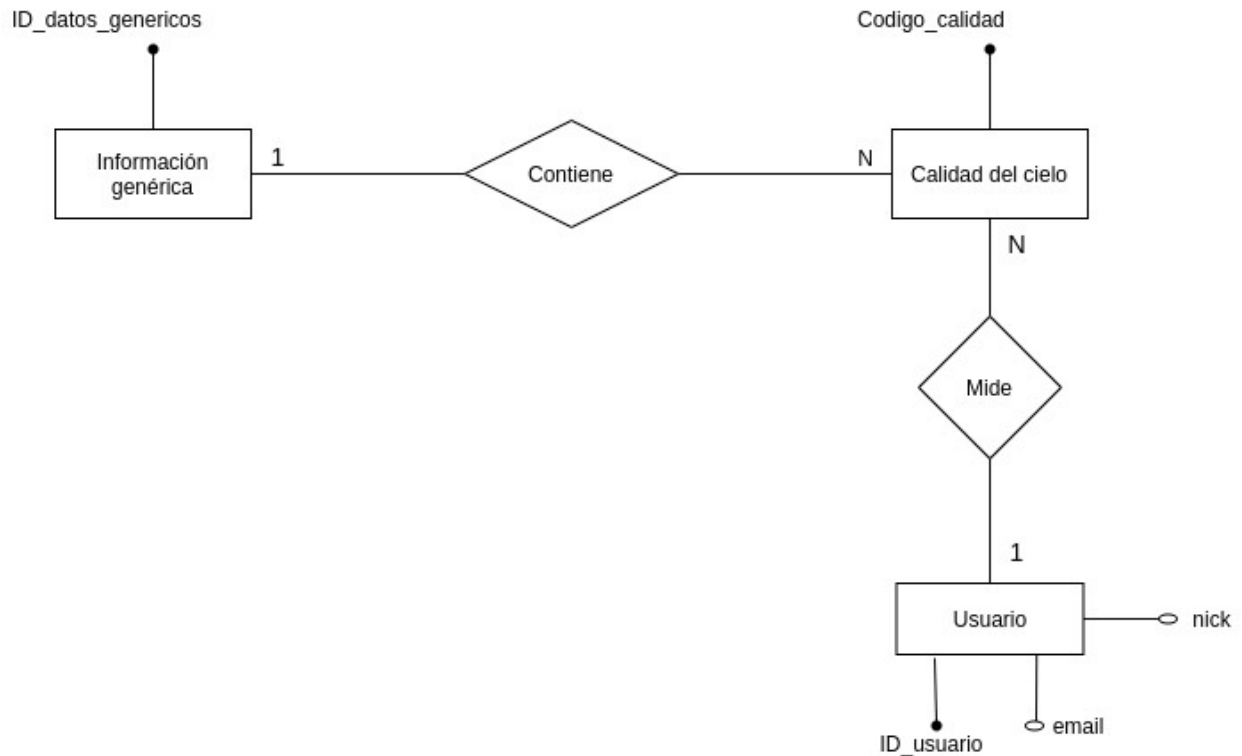 ID_datos_genericos
Codigo_calidad
Información
genérica
1
Contiene
N
Calidad del cielo
N
Mide
1
Usuario
nick
email
ID_usuario